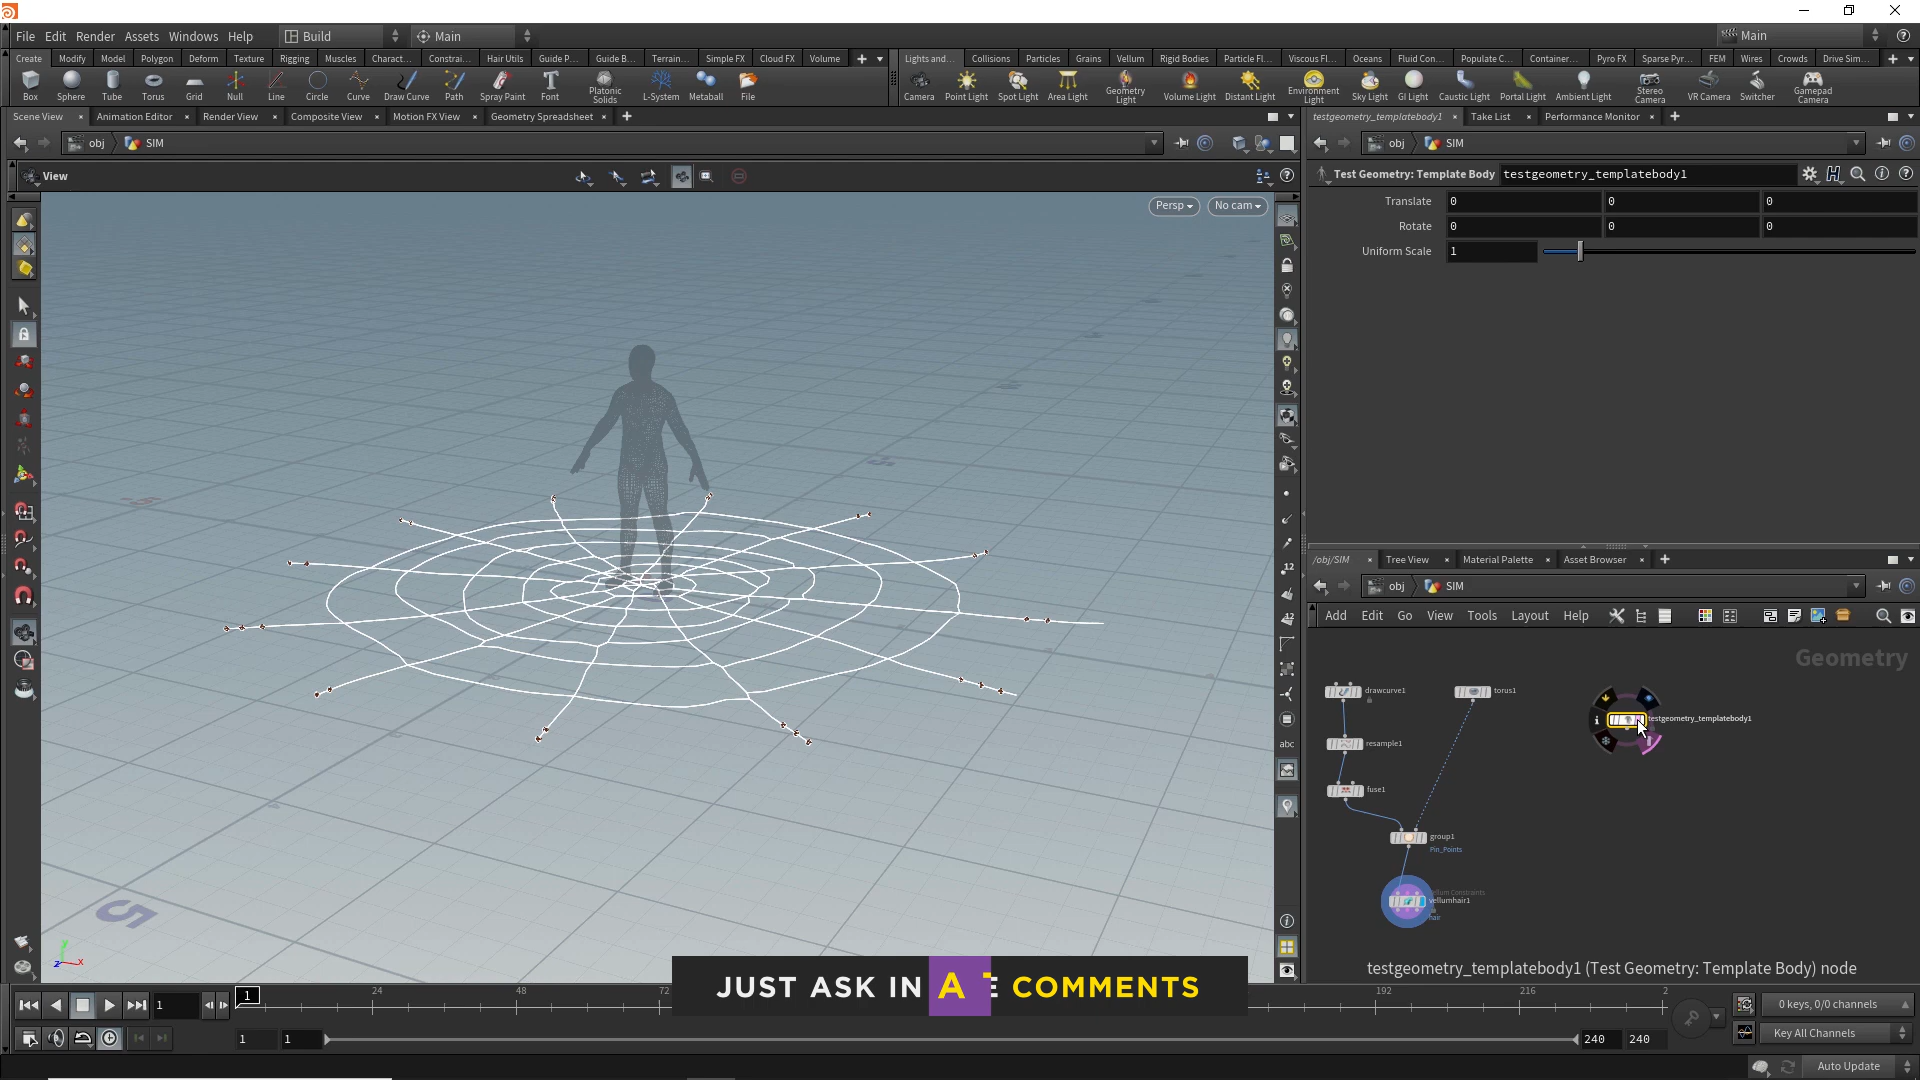 File Edit Render Assets Windows Help Build Main Main
Create Modify Model Polygon Deform Texture Rigging Muscles Charact... Constrai... Hair Utils Guide P... Guide B... Terrain... Simple FX Cloud FX Volume
Lights and... Collisions Particles Grains Vellum Rigid Bodies Particle Fl... Viscous Fl... Oceans Fluid Con... Populate C... Container... Pyro FX Sparse Pyr... FEM Wires Crowds Drive Sim...
Box Sphere Tube Torus Grid Null Line Circle Curve Draw Curve Path Spray Paint Font Platonic Solids L-System Metaball File
Camera Point Light Spot Light Area Light Geometry Light Volume Light Distant Light Environment Light Sky Light GI Light Caustic Light Portal Light Ambient Light Stereo Camera VR Camera Switcher Gamepad Camera
Scene View Animation Editor Render View Composite View Motion FX View Geometry Spreadsheet
testgeometry_templatebody1 Take List Performance Monitor
obj SIM
obj SIM
View
Persp No cam
Test Geometry: Template Body testgeometry_templatebody1
Translate 0 0 0
Rotate 0 0 0
Uniform Scale 1
/obj/SIM Tree View Material Palette Asset Browser
obj SIM
Add Edit Go View Tools Layout Help
Geometry
drawcurve1
torus1
testgeometry_templatebody1
resample1
fuse1
group1
Pin_Points
vellumhair1
hair
testgeometry_templatebody1 (Test Geometry: Template Body) node
12
abc
5
y
z x
JUST ASK IN A E COMMENTS
1 1 24 48 72 192 216 2
0 keys, 0/0 channels
1 1 240 240
Key All Channels
Auto Update